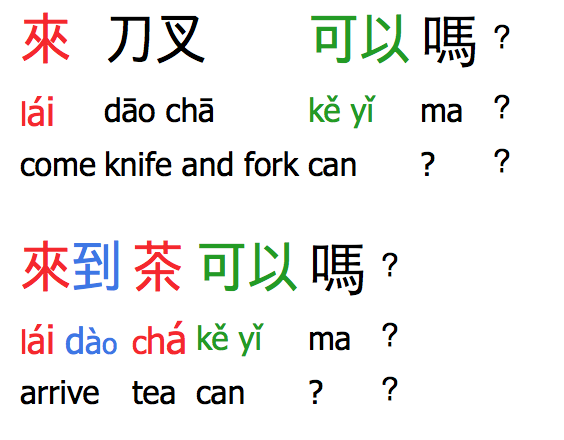 來 刀叉 可以 嗎 ?
lái dāo chā kě yǐ ma ?
come knife and fork can ? ?
來到 茶 可以 嗎 ?
lái dào chá kě yǐ ma ?
arrive tea can ? ?